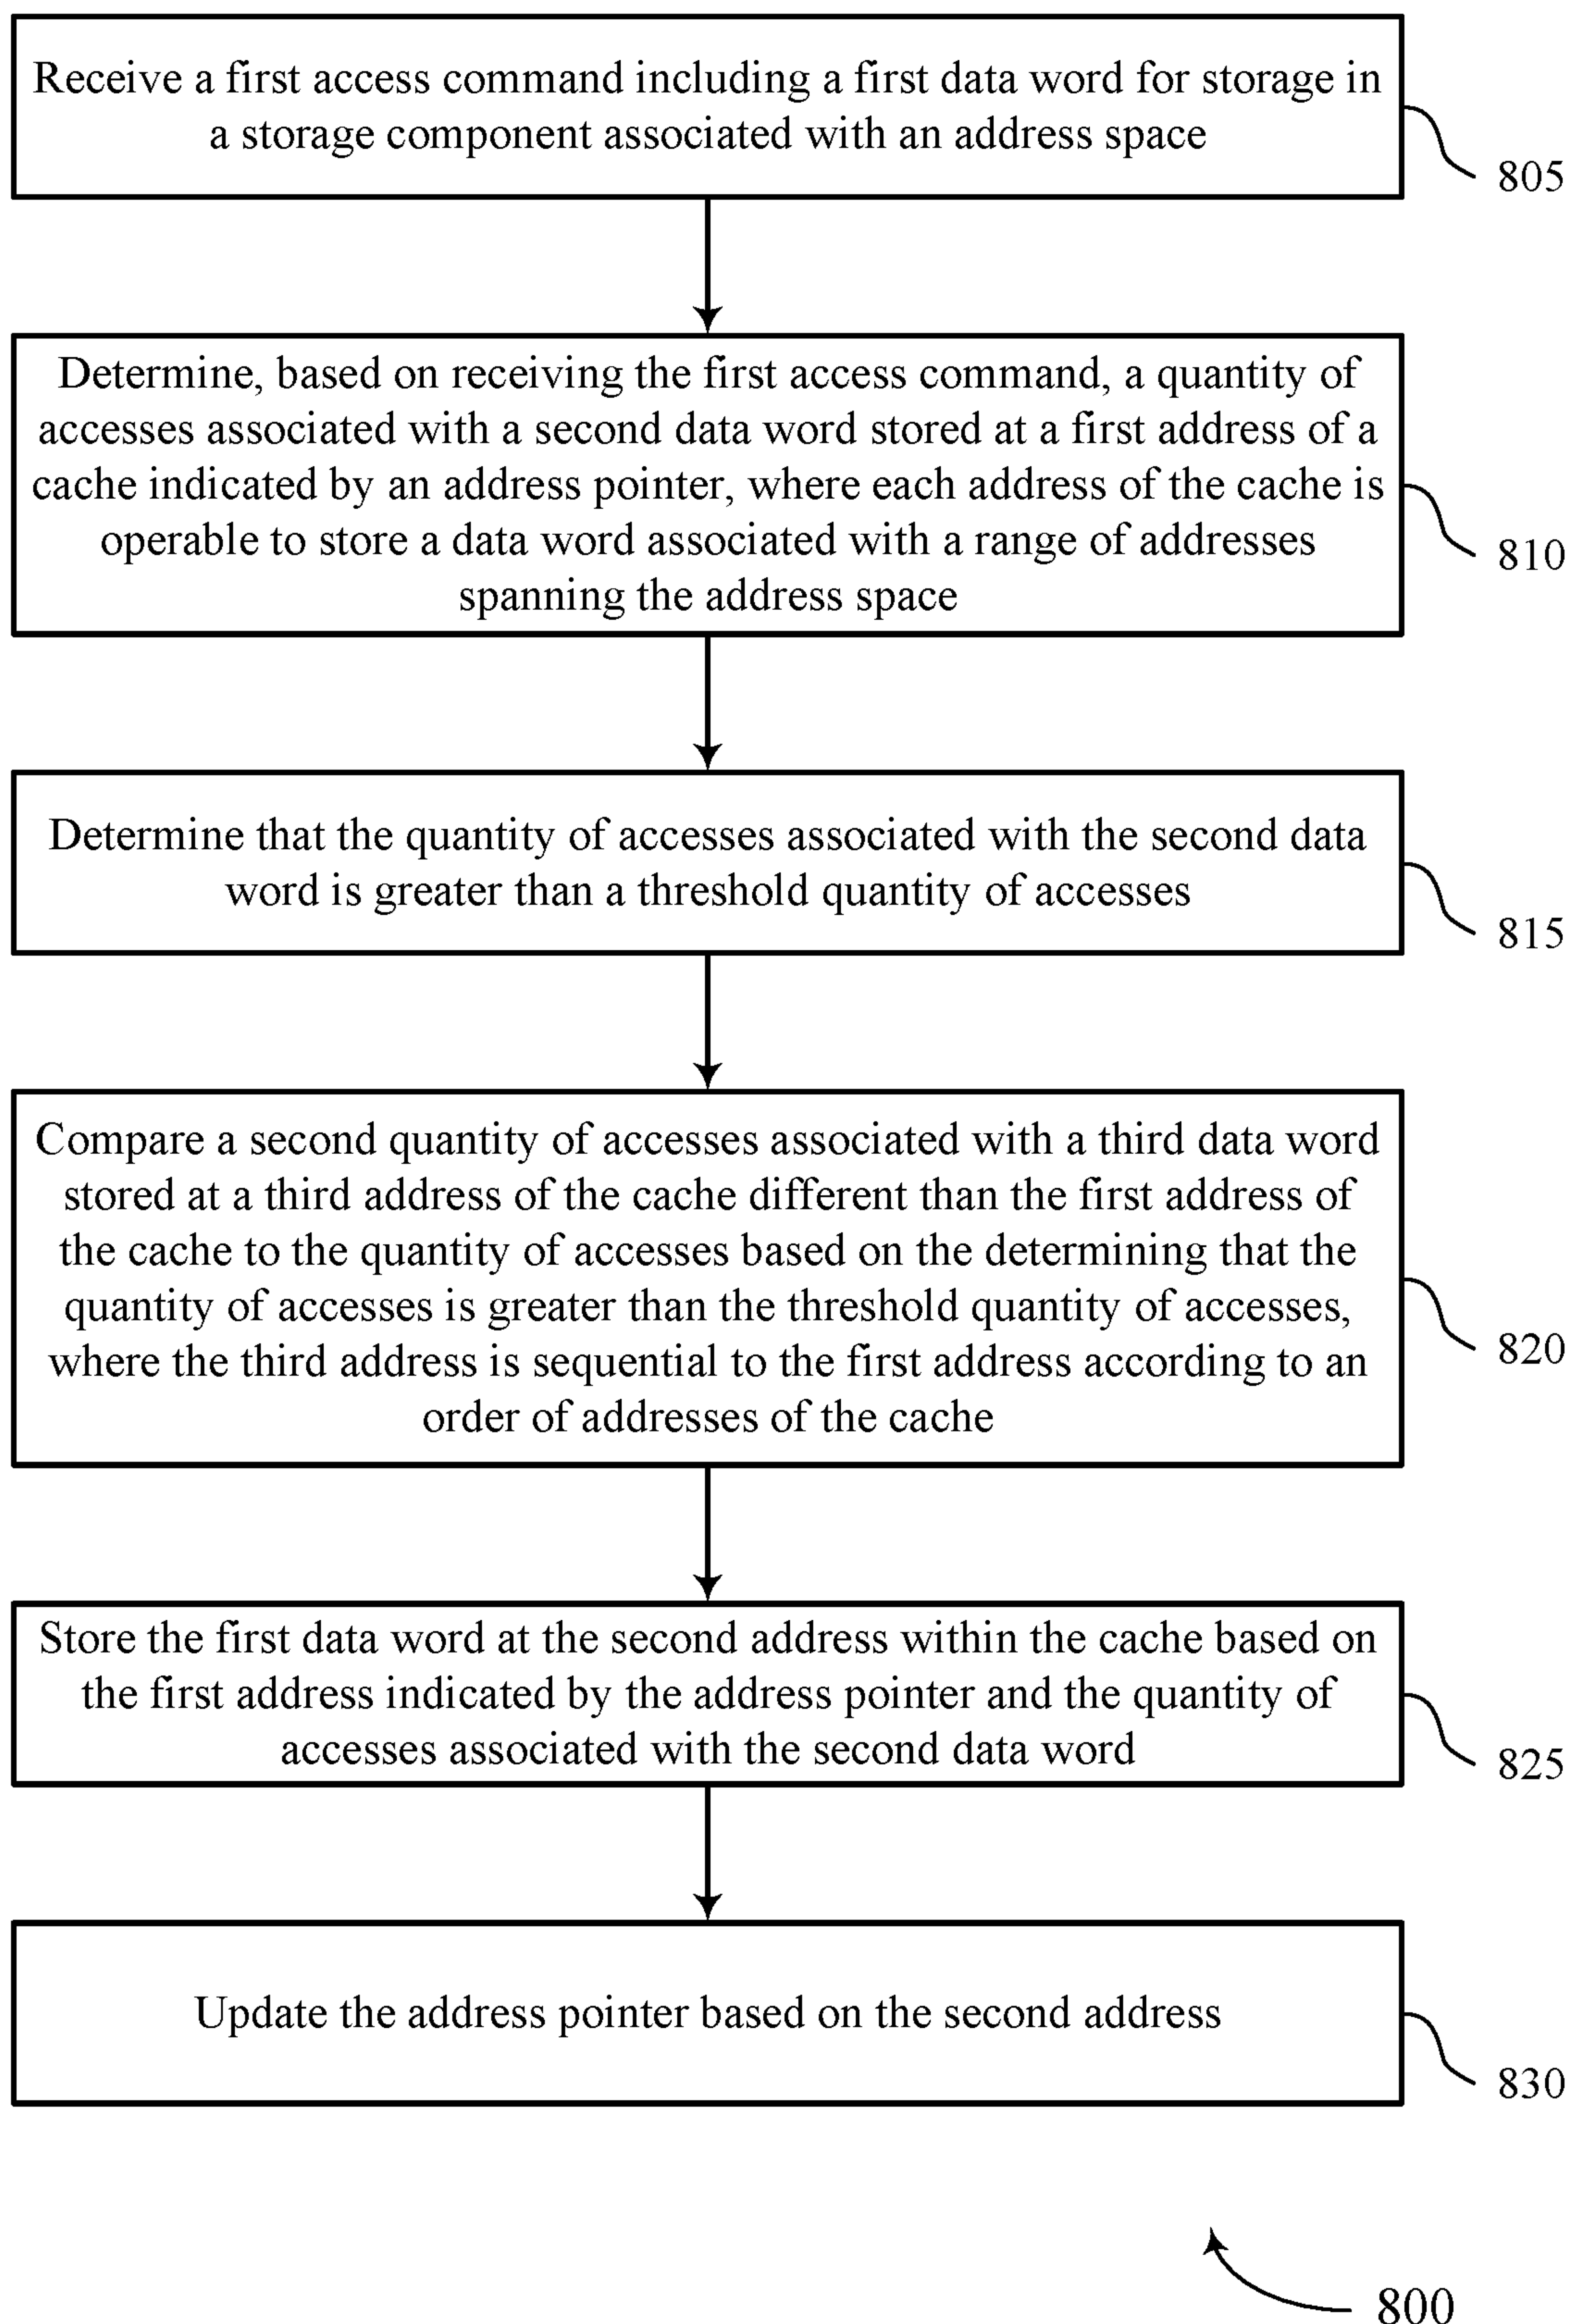 Receive a first access command including a first data word for storage in
a storage component associated with an address space
805
Determine, based on receiving the first access command, a quantity of
accesses associated with a second data word stored at a first address of a
cache indicated by an address pointer, where each address of the cache is
operable to store a data word associated with a range of addresses
spanning the address space
810
Determine that the quantity of accesses associated with the second data
word is greater than a threshold quantity of accesses
815
Compare a second quantity of accesses associated with a third data word
stored at a third address of the cache different than the first address of
the cache to the quantity of accesses based on the determining that the
quantity of accesses is greater than the threshold quantity of accesses,
where the third address is sequential to the first address according to an
order of addresses of the cache
820
Store the first data word at the second address within the cache based on
the first address indicated by the address pointer and the quantity of
accesses associated with the second data word
825
Update the address pointer based on the second address
830
800